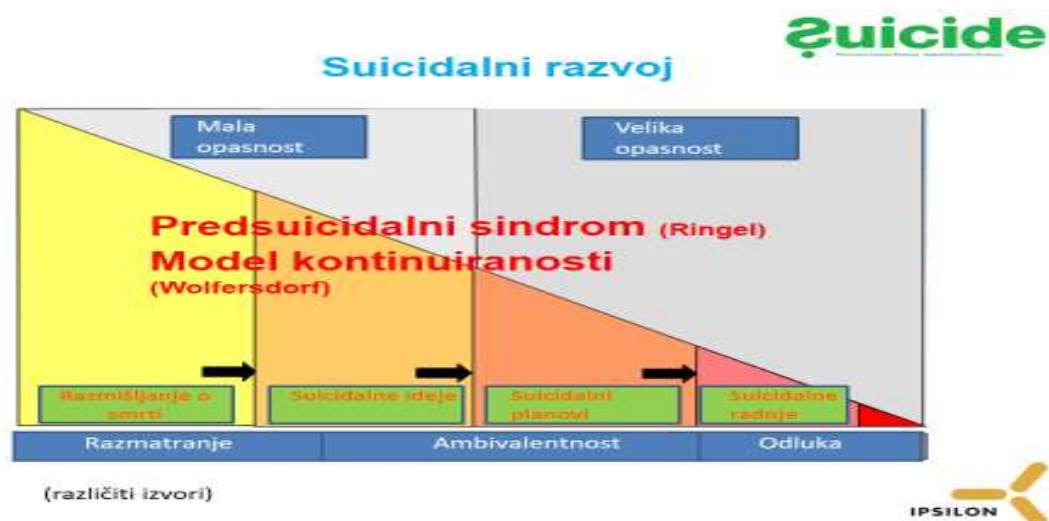 Suicide
Suicidalni razvoj
Mala
opasnost
Velika
opasnost
Predsuicidalni sindrom (Ringel)
Model kontinuiranosti
(Wolfersdorf)
Razmišljanje o
smrti
Suicidalne ideje
Suicidalni
planovi
Suicidalne
radnje
Razmatranje
Ambivalentnost
Odluka
(različiti izvori)
IPSILON